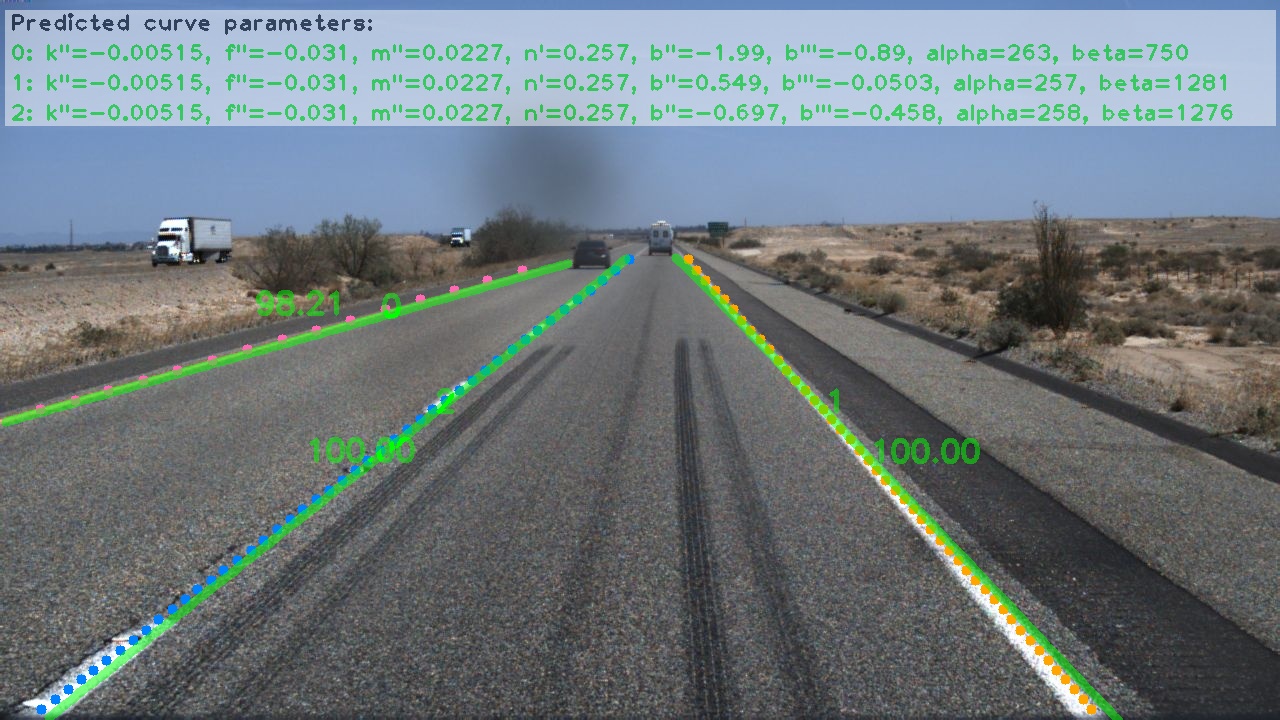 Predicted curve parameters:
0: k''=-0.00515, f''=-0.031, m''=0.0227, n'=0.257, b''=-1.99, b'''=-0.89, alpha=263, beta=750
1: k''=-0.00515, f''=-0.031, m''=0.0227, n'=0.257, b''=0.549, b'''=-0.0503, alpha=257, beta=1281
2: k''=-0.00515, f''=-0.031, m''=0.0227, n'=0.257, b''=-0.697, b'''=-0.458, alpha=258, beta=1276
98.21 0
2 1
100.00 100.00